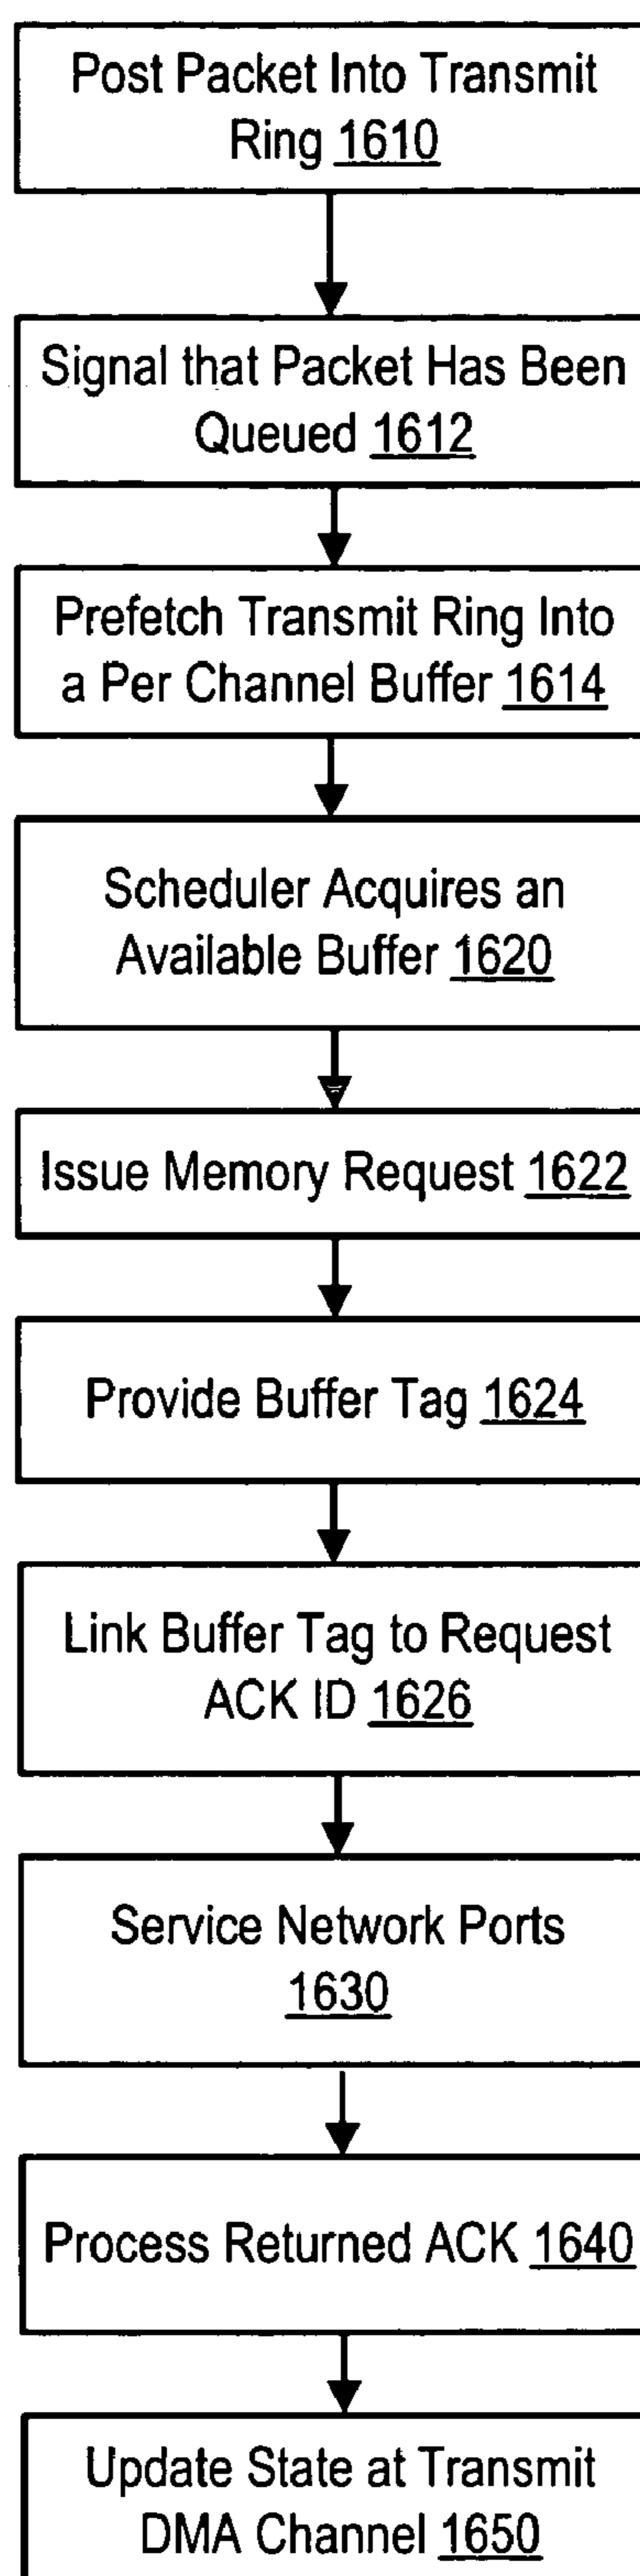 Post Packet Into Transmit
Ring 1610
Signal that Packet Has Been
Queued 1612
Prefetch Transmit Ring Into
a Per Channel Buffer 1614
Scheduler Acquires an
Available Buffer 1620
Issue Memory Request 1622
Provide Buffer Tag 1624
Link Buffer Tag to Request
ACK ID 1626
Service Network Ports
1630
Process Returned ACK 1640
Update State at Transmit
DMA Channel 1650